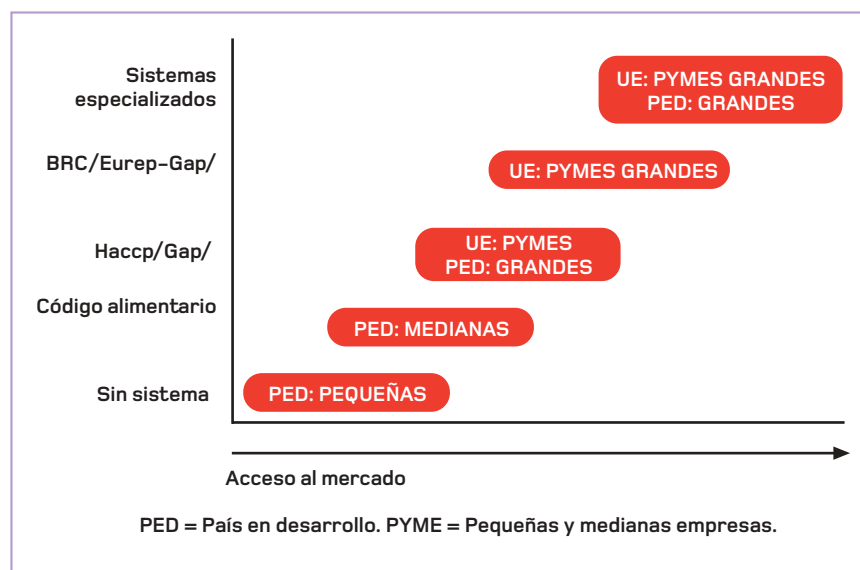 Sistemas
especializados
UE: PYMES GRANDES
PED: GRANDES
BRC/Eurep-Gap/
UE: PYMES GRANDES
Haccp/Gap/
UE: PYMES
PED: GRANDES
Código alimentario
PED: MEDIANAS
Sin sistema
PED: PEQUEÑAS
Acceso al mercado
PED = País en desarrollo. PYME = Pequeñas y medianas empresas.